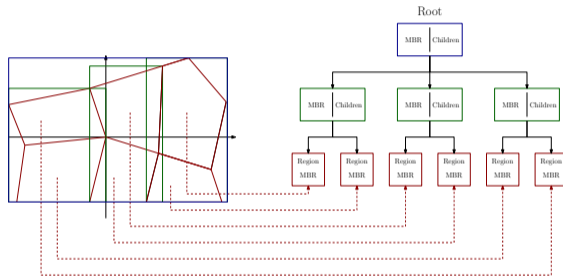 Root
MBR Children
MBR Children MBR Children MBR Children
Region Region Region Region Region Region
MBR MBR MBR MBR MBR MBR